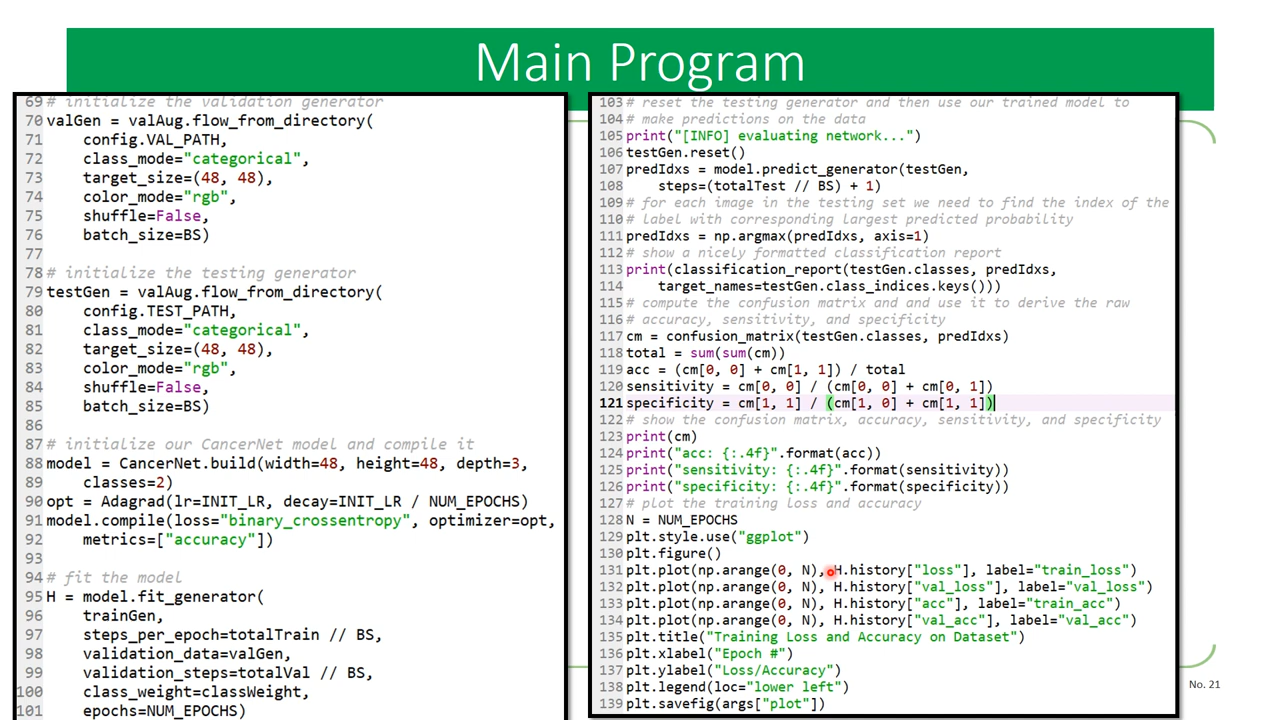 Main Program
69 # initialize the validation generator
70 valGen = valAug.flow_from_directory(
71     config.VAL_PATH,
72     class_mode="categorical",
73     target_size=(48, 48),
74     color_mode="rgb",
75     shuffle=False,
76     batch_size=BS)
77
78 # initialize the testing generator
79 testGen = valAug.flow_from_directory(
80     config.TEST_PATH,
81     class_mode="categorical",
82     target_size=(48, 48),
83     color_mode="rgb",
84     shuffle=False,
85     batch_size=BS)
86
87 # initialize our CancerNet model and compile it
88 model = CancerNet.build(width=48, height=48, depth=3,
89     classes=2)
90 opt = Adagrad(lr=INIT_LR, decay=INIT_LR / NUM_EPOCHS)
91 model.compile(loss="binary_crossentropy", optimizer=opt,
92     metrics=["accuracy"])
93
94 # fit the model
95 H = model.fit_generator(
96     trainGen,
97     steps_per_epoch=totalTrain // BS,
98     validation_data=valGen,
99     validation_steps=totalVal // BS,
100     class_weight=classWeight,
101     epochs=NUM_EPOCHS)
103 # reset the testing generator and then use our trained model to
104 # make predictions on the data
105 print("[INFO] evaluating network...")
106 testGen.reset()
107 predIdxs = model.predict_generator(testGen,
108     steps=(totalTest // BS) + 1)
109 # for each image in the testing set we need to find the index of the
110 # label with corresponding largest predicted probability
111 predIdxs = np.argmax(predIdxs, axis=1)
112 # show a nicely formatted classification report
113 print(classification_report(testGen.classes, predIdxs,
114     target_names=testGen.class_indices.keys()))
115 # compute the confusion matrix and and use it to derive the raw
116 # accuracy, sensitivity, and specificity
117 cm = confusion_matrix(testGen.classes, predIdxs)
118 total = sum(sum(cm))
119 acc = (cm[0, 0] + cm[1, 1]) / total
120 sensitivity = cm[0, 0] / (cm[0, 0] + cm[0, 1])
121 specificity = cm[1, 1] / (cm[1, 0] + cm[1, 1])
122 # show the confusion matrix, accuracy, sensitivity, and specificity
123 print(cm)
124 print("acc: {:.4f}".format(acc))
125 print("sensitivity: {:.4f}".format(sensitivity))
126 print("specificity: {:.4f}".format(specificity))
127 # plot the training loss and accuracy
128 N = NUM_EPOCHS
129 plt.style.use("ggplot")
130 plt.figure()
131 plt.plot(np.arange(0, N), H.history["loss"], label="train_loss")
132 plt.plot(np.arange(0, N), H.history["val_loss"], label="val_loss")
133 plt.plot(np.arange(0, N), H.history["acc"], label="train_acc")
134 plt.plot(np.arange(0, N), H.history["val_acc"], label="val_acc")
135 plt.title("Training Loss and Accuracy on Dataset")
136 plt.xlabel("Epoch #")
137 plt.ylabel("Loss/Accuracy")
138 plt.legend(loc="lower left")
139 plt.savefig(args["plot"])
No. 21